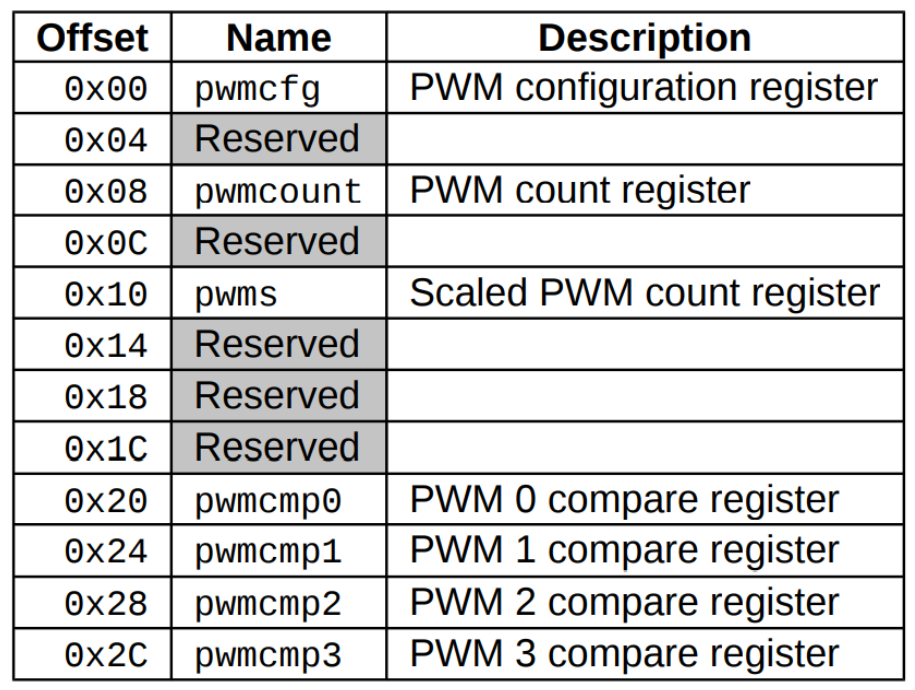 Offset Name Description
0x00 pwmcfg PWM configuration register
0x04 Reserved
0x08 pwmcount PWM count register
0x0C Reserved
0x10 pwms Scaled PWM count register
0x14 Reserved
0x18 Reserved
0x1C Reserved
0x20 pwmcmp0 PWM 0 compare register
0x24 pwmcmp1 PWM 1 compare register
0x28 pwmcmp2 PWM 2 compare register
0x2C pwmcmp3 PWM 3 compare register